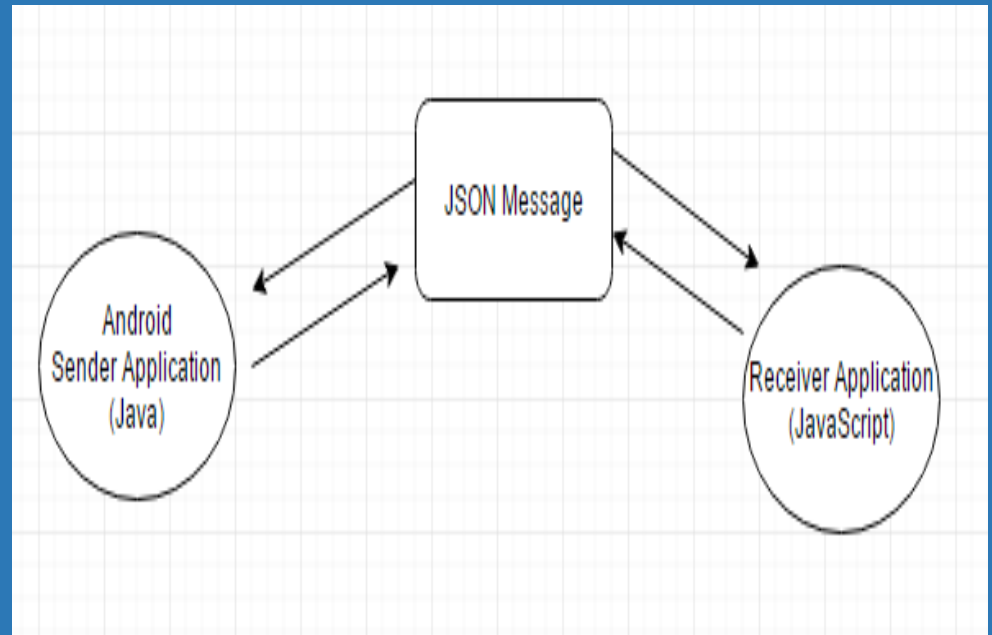 JSON Message
Android
Sender Application
(Java)
Receiver Application
(JavaScript)